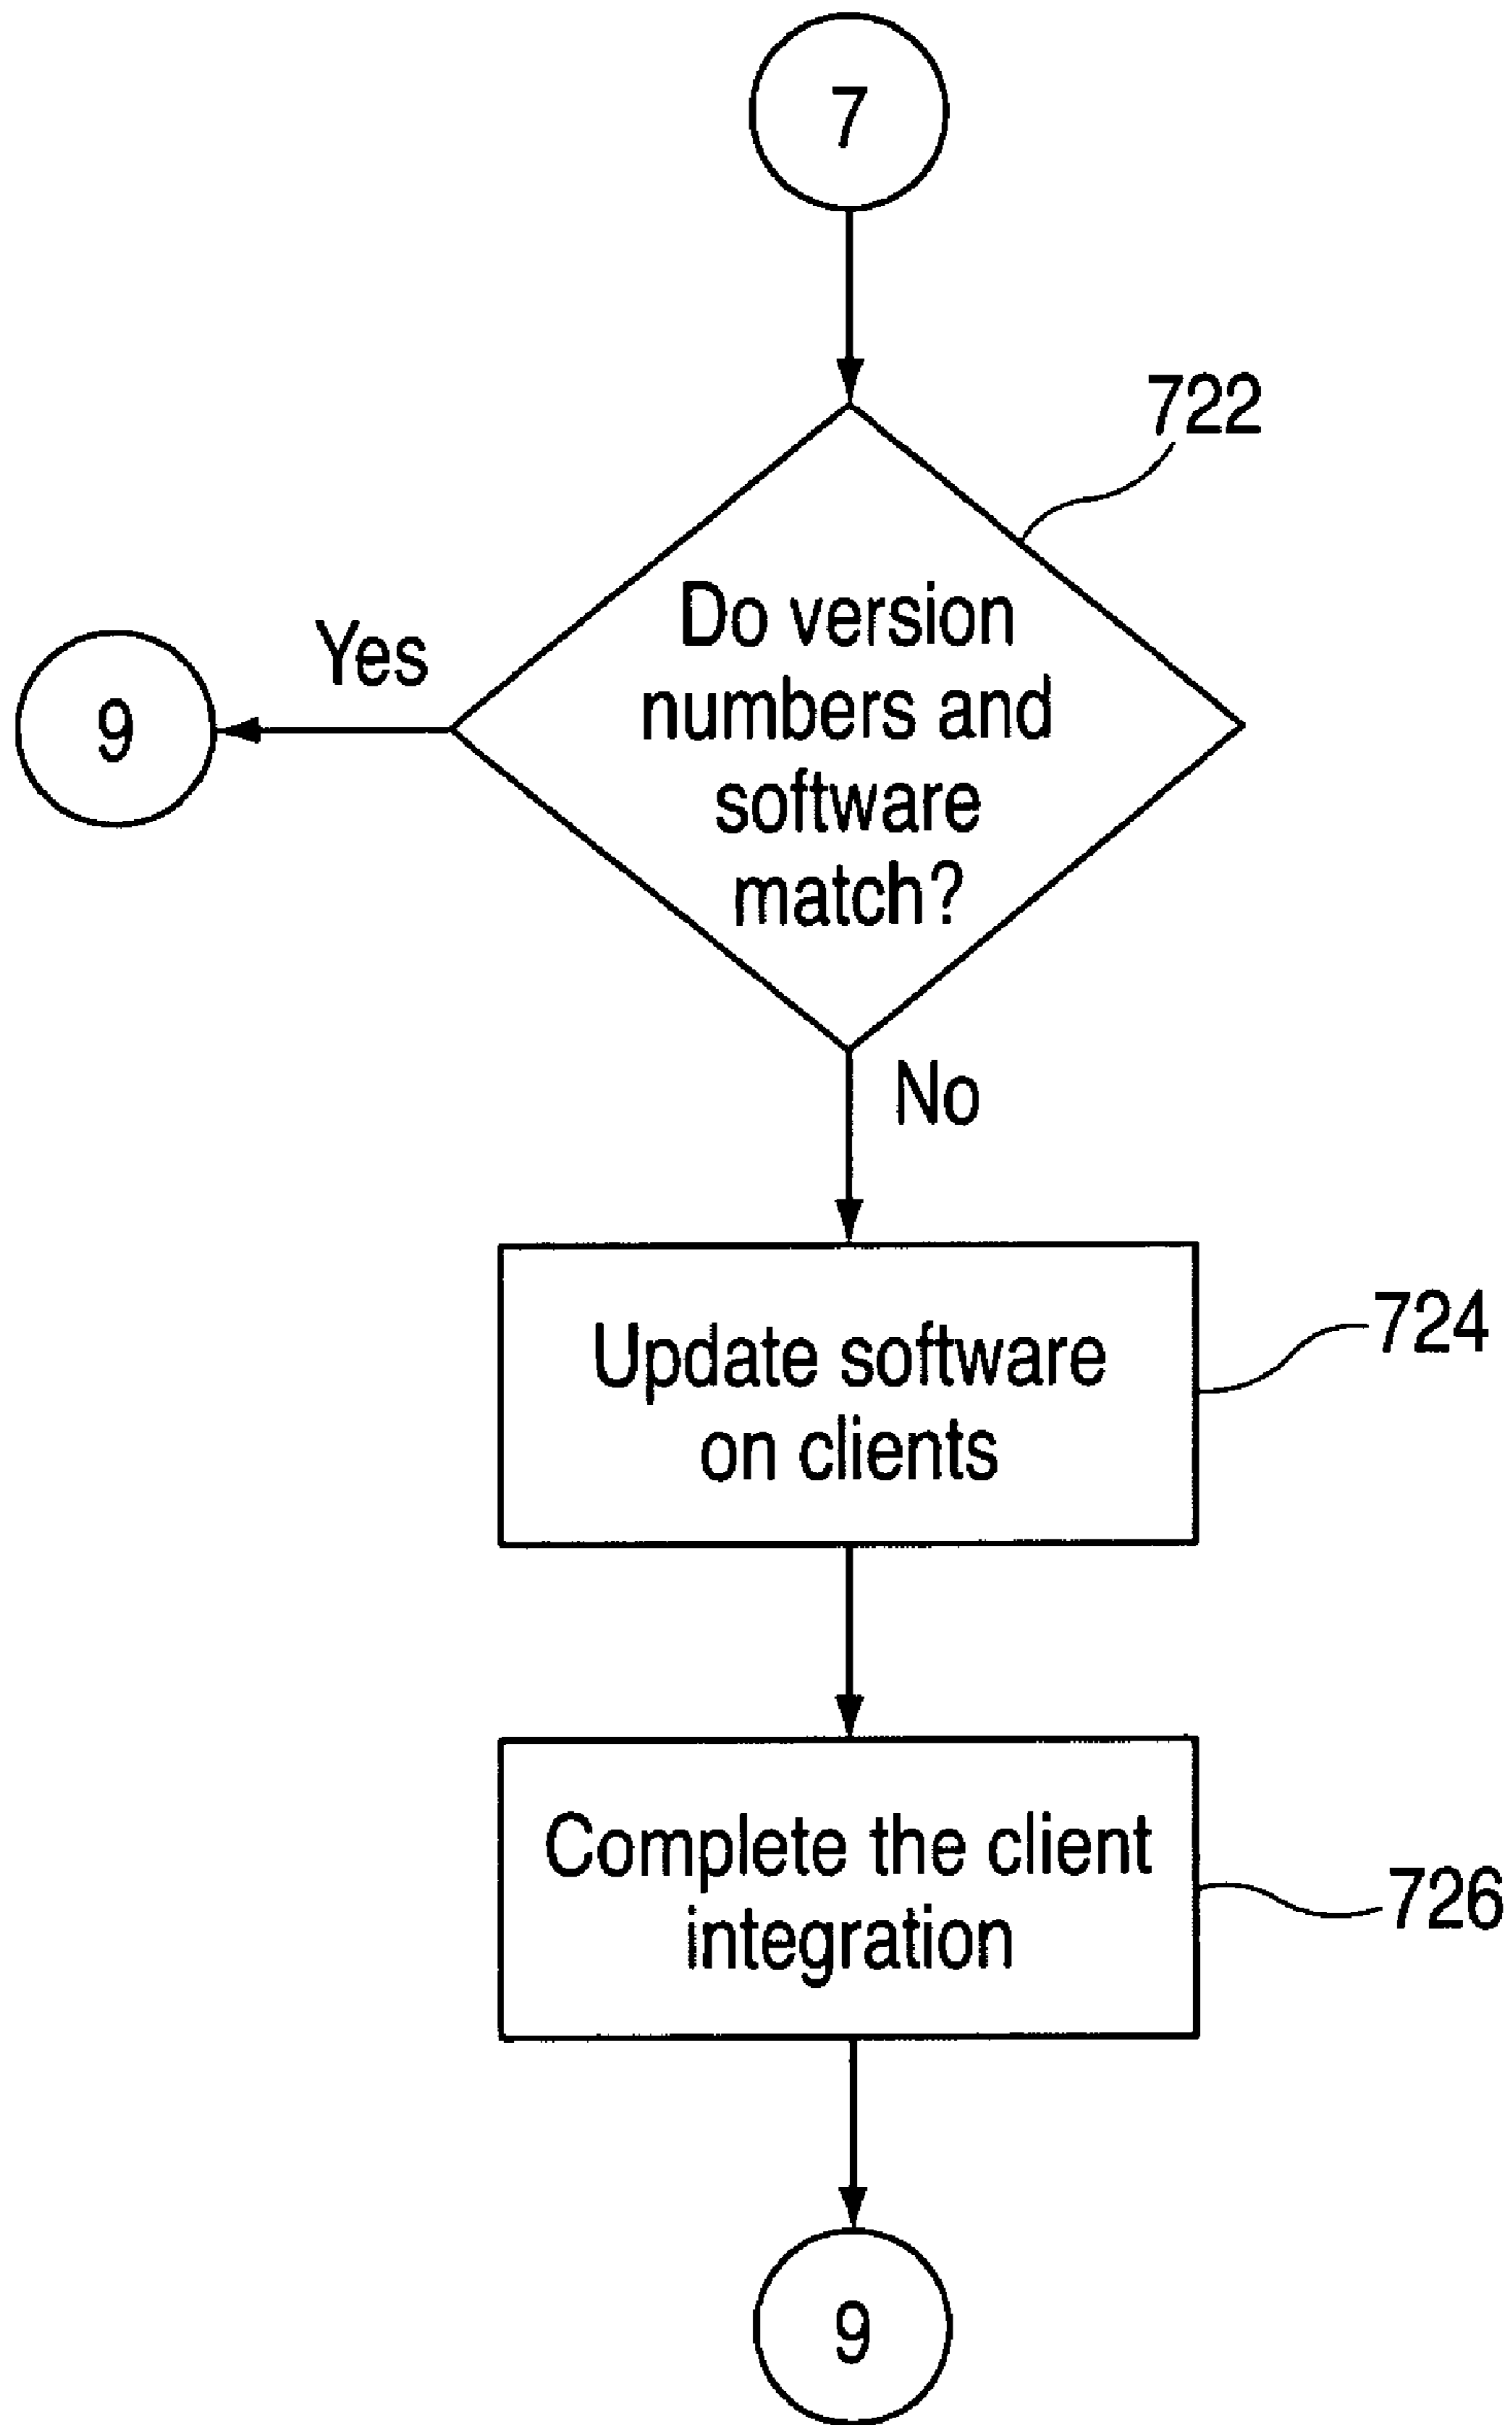 7
722
Do version
numbers and
software
match?
Yes
9
No
Update software
on clients
724
Complete the client
integration
726
9